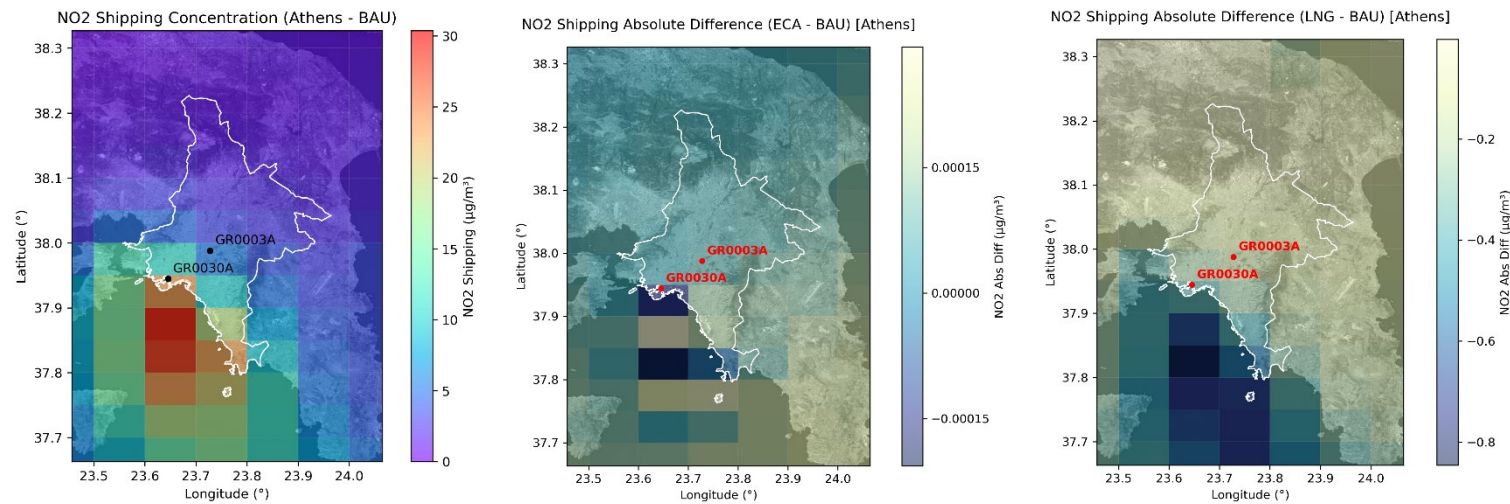 NO2 Shipping Concentration (Athens - BAU)
38.3
38.2
38.1
38.0
37.9
37.8
37.7
Latitude (°)
GR0003A
GR0030A
23.5 23.6 23.7 23.8 23.9 24.0
Longitude (°)
30
25
20
15
10
5
0
NO2 Shipping (µg/m³)
NO2 Shipping Absolute Difference (ECA - BAU) [Athens]
38.3
38.2
38.1
38.0
37.9
37.8
37.7
Latitude (°)
GR0003A
GR0030A
23.5 23.6 23.7 23.8 23.9 24.0
Longitude (°)
0.00015
0.00000
−0.00015
NO2 Abs Diff (µg/m³)
NO2 Shipping Absolute Difference (LNG - BAU) [Athens]
38.3
38.2
38.1
38.0
37.9
37.8
37.7
Latitude (°)
GR0003A
GR0030A
23.5 23.6 23.7 23.8 23.9 24.0
Longitude (°)
−0.2
−0.4
−0.6
−0.8
NO2 Abs Diff (µg/m³)